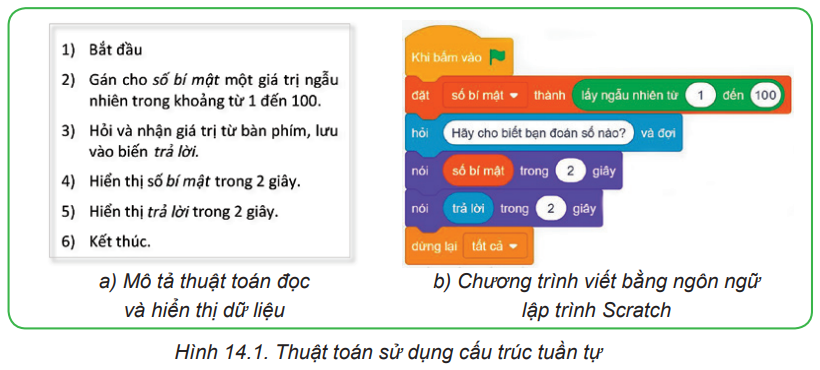 1) Bắt đầu
2) Gán cho số bí mật một giá trị ngẫu
nhiên trong khoảng từ 1 đến 100.
3) Hỏi và nhận giá trị từ bàn phím, lưu
vào biến trả lời.
4) Hiển thị số bí mật trong 2 giây.
5) Hiển thị trả lời trong 2 giây.
6) Kết thúc.
a) Mô tả thuật toán đọc
và hiển thị dữ liệu
Khi bấm vào
đặt số bí mật thành lấy ngẫu nhiên từ 1 đến 100
hỏi Hãy cho biết bạn đoán số nào? và đợi
nói số bí mật trong 2 giây
nói trả lời trong 2 giây
dừng lại tất cả
b) Chương trình viết bằng ngôn ngữ
lập trình Scratch
Hình 14.1. Thuật toán sử dụng cấu trúc tuần tự